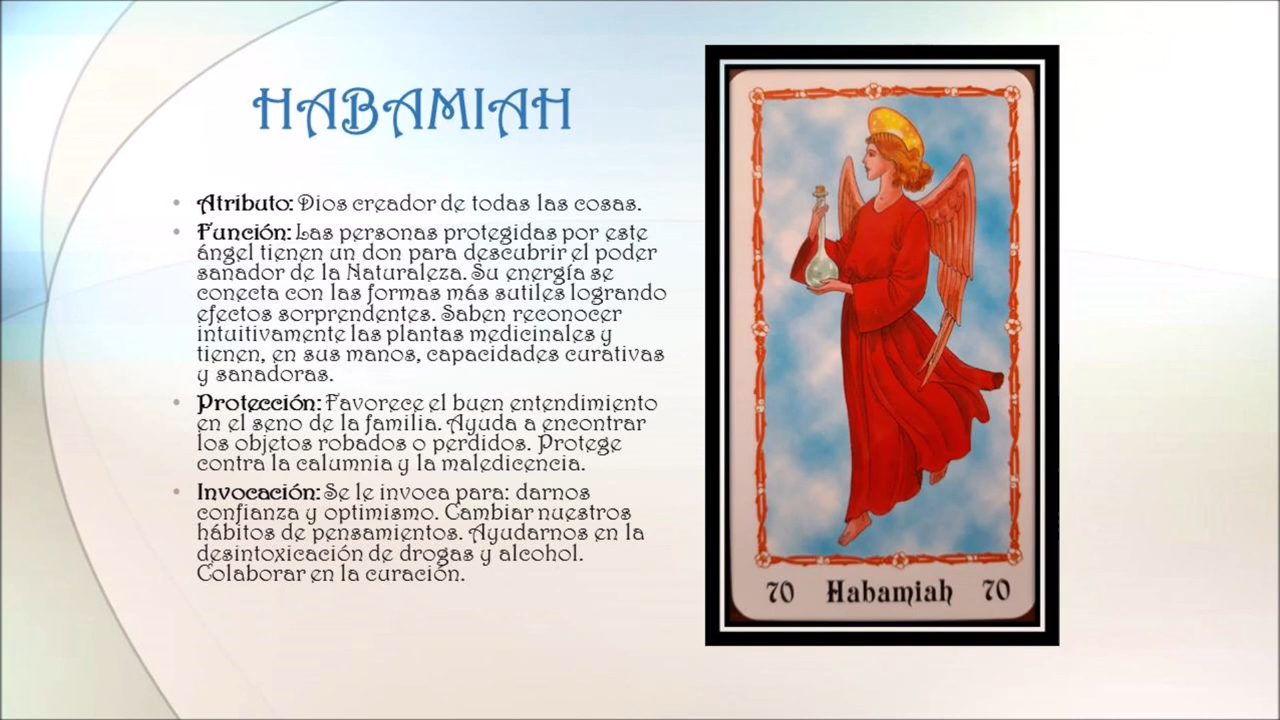 HABAMIAH
• Atributo: Dios creador de todas las cosas.
• Función: Las personas protegidas por este
ángel tienen un don para descubrir el poder
sanador de la Naturaleza. Su energía se
conecta con las formas más sutiles logrando
efectos sorprendentes. Saben reconocer
intuitivamente las plantas medicinales y
tienen, en sus manos, capacidades curativas
y sanadoras.
• Protección: Favorece el buen entendimiento
en el seno de la familia. Ayuda a encontrar
los objetos robados o perdidos. Protege
contra la calumnia y la maledicencia.
• Invocación: Se le invoca para: darnos
confianza y optimismo. Cambiar nuestros
hábitos de pensamientos. Ayudarnos en la
desintoxicación de drogas y alcohol.
Colaborar en la curación.
70 Habamiah 70